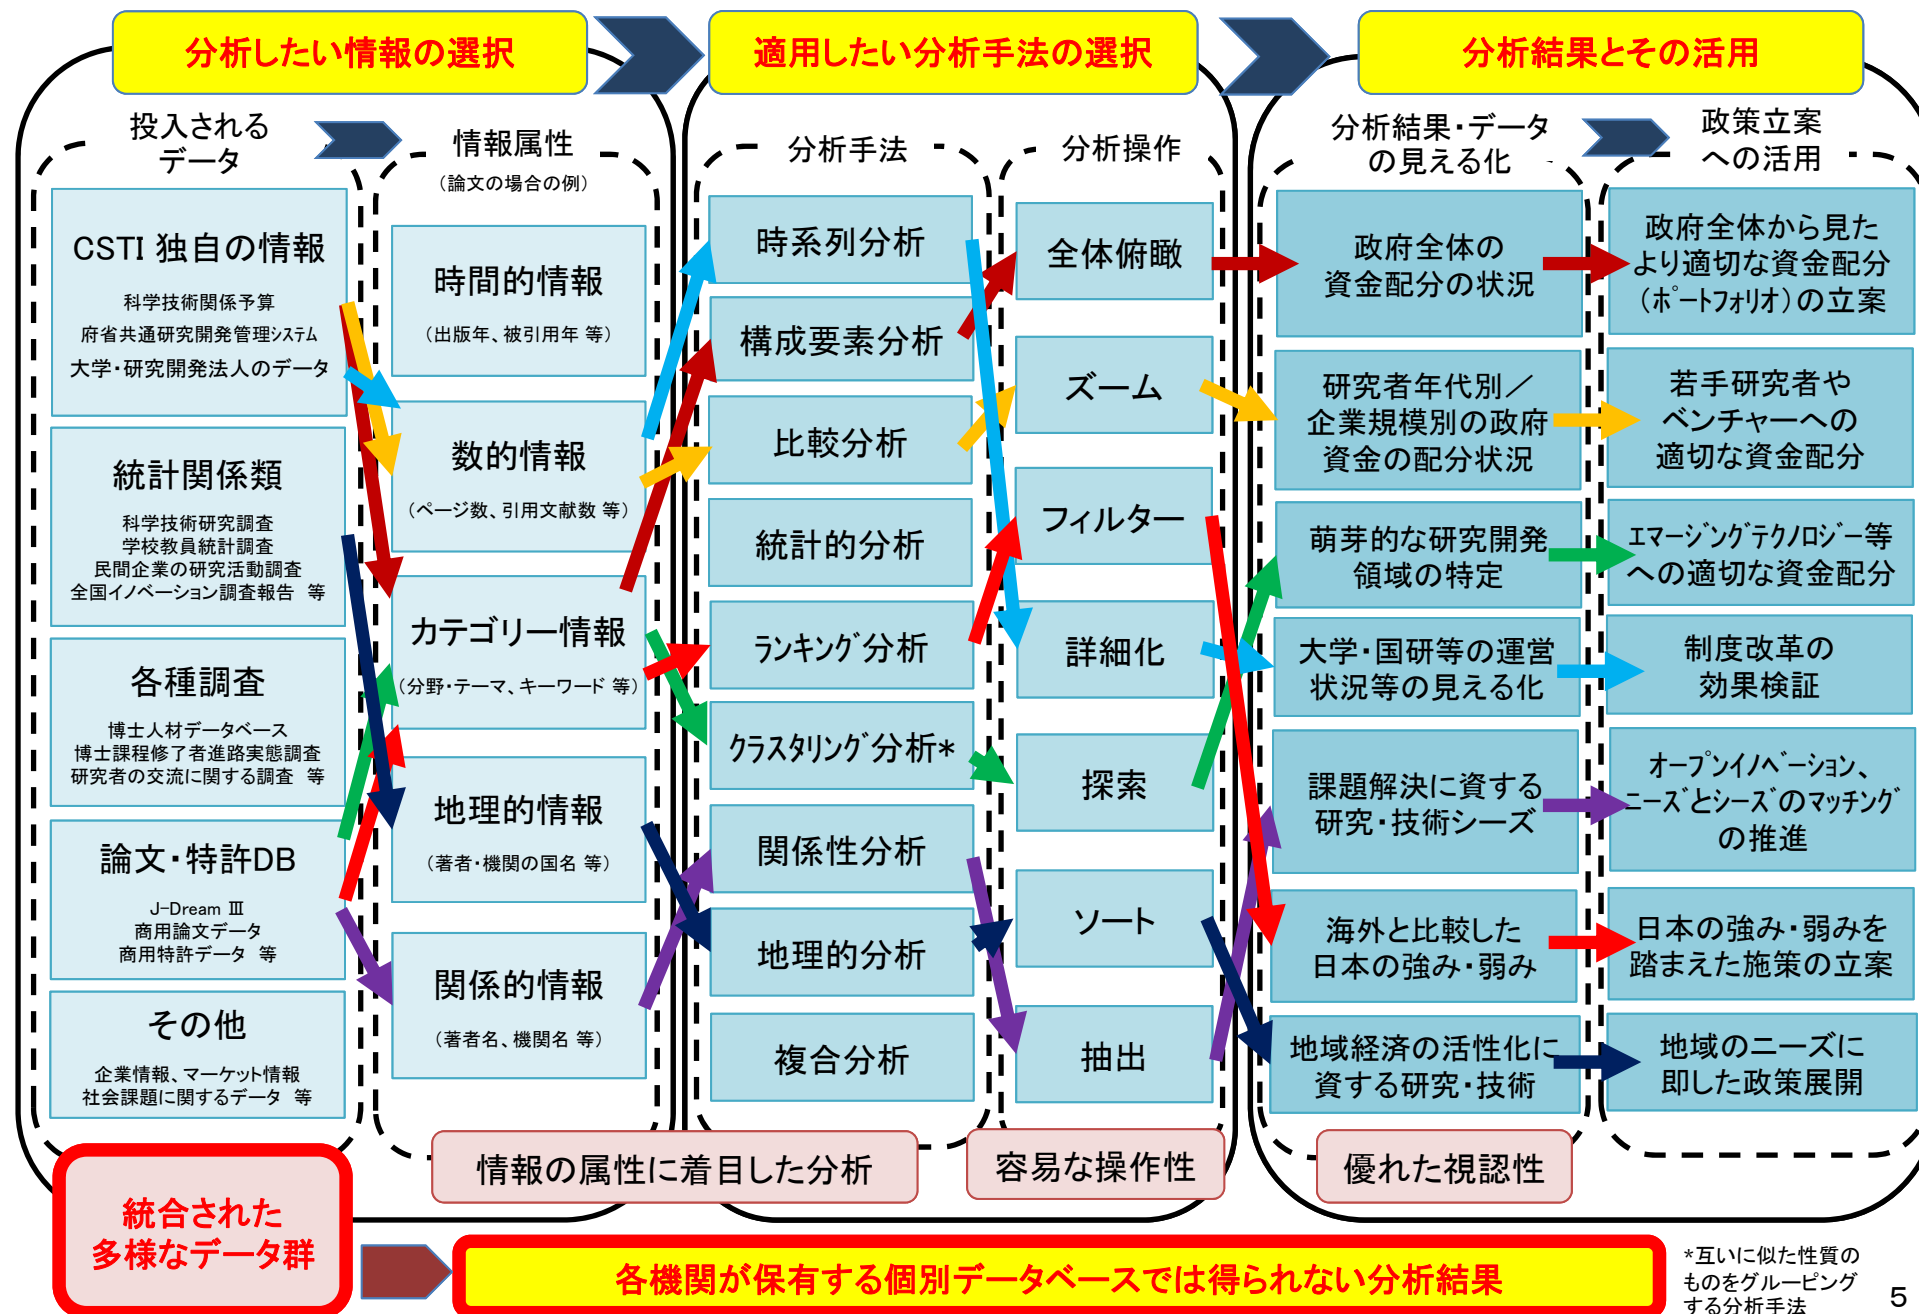 分析したい情報の選択
適用したい分析手法の選択
分析結果とその活用
投入される
データ
情報属性
（論文の場合の例）
分析手法
分析操作
分析結果・データ
の見える化
政策立案
への活用
CSTI 独自の情報
科学技術関係予算
府省共通研究開発管理システム
大学・研究開発法人のデータ
統計関係類
科学技術研究調査
学校教員統計調査
民間企業の研究活動調査
全国イノベーション調査報告 等
各種調査
博士人材データベース
博士課程修了者進路実態調査
研究者の交流に関する調査 等
論文・特許DB
J-Dream Ⅲ
商用論文データ
商用特許データ 等
その他
企業情報、マーケット情報
社会課題に関するデータ 等
時間的情報
（出版年、被引用年 等）
数的情報
（ページ数、引用文献数 等）
カテゴリー情報
（分野・テーマ、キーワード 等）
地理的情報
（著者・機関の国名 等）
関係的情報
（著者名、機関名 等）
時系列分析
構成要素分析
比較分析
統計的分析
ランキング分析
クラスタリング分析*
関係性分析
地理的分析
複合分析
全体俯瞰
ズーム
フィルター
詳細化
探索
ソート
抽出
政府全体の
資金配分の状況
研究者年代別／
企業規模別の政府
資金の配分状況
萌芽的な研究開発
領域の特定
大学・国研等の運営
状況等の見える化
課題解決に資する
研究・技術シーズ
海外と比較した
日本の強み・弱み
地域経済の活性化に
資する研究・技術
政府全体から見た
より適切な資金配分
（ポートフォリオ）の立案
若手研究者や
ベンチャーへの
適切な資金配分
エマージングテクノロジー等
への適切な資金配分
制度改革の
効果検証
オープンイノベーション、
ニーズとシーズのマッチング
の推進
日本の強み・弱みを
踏まえた施策の立案
地域のニーズに
即した政策展開
情報の属性に着目した分析
容易な操作性
優れた視認性
統合された
多様なデータ群
各機関が保有する個別データベースでは得られない分析結果
*互いに似た性質の
ものをグルーピング
する分析手法
5